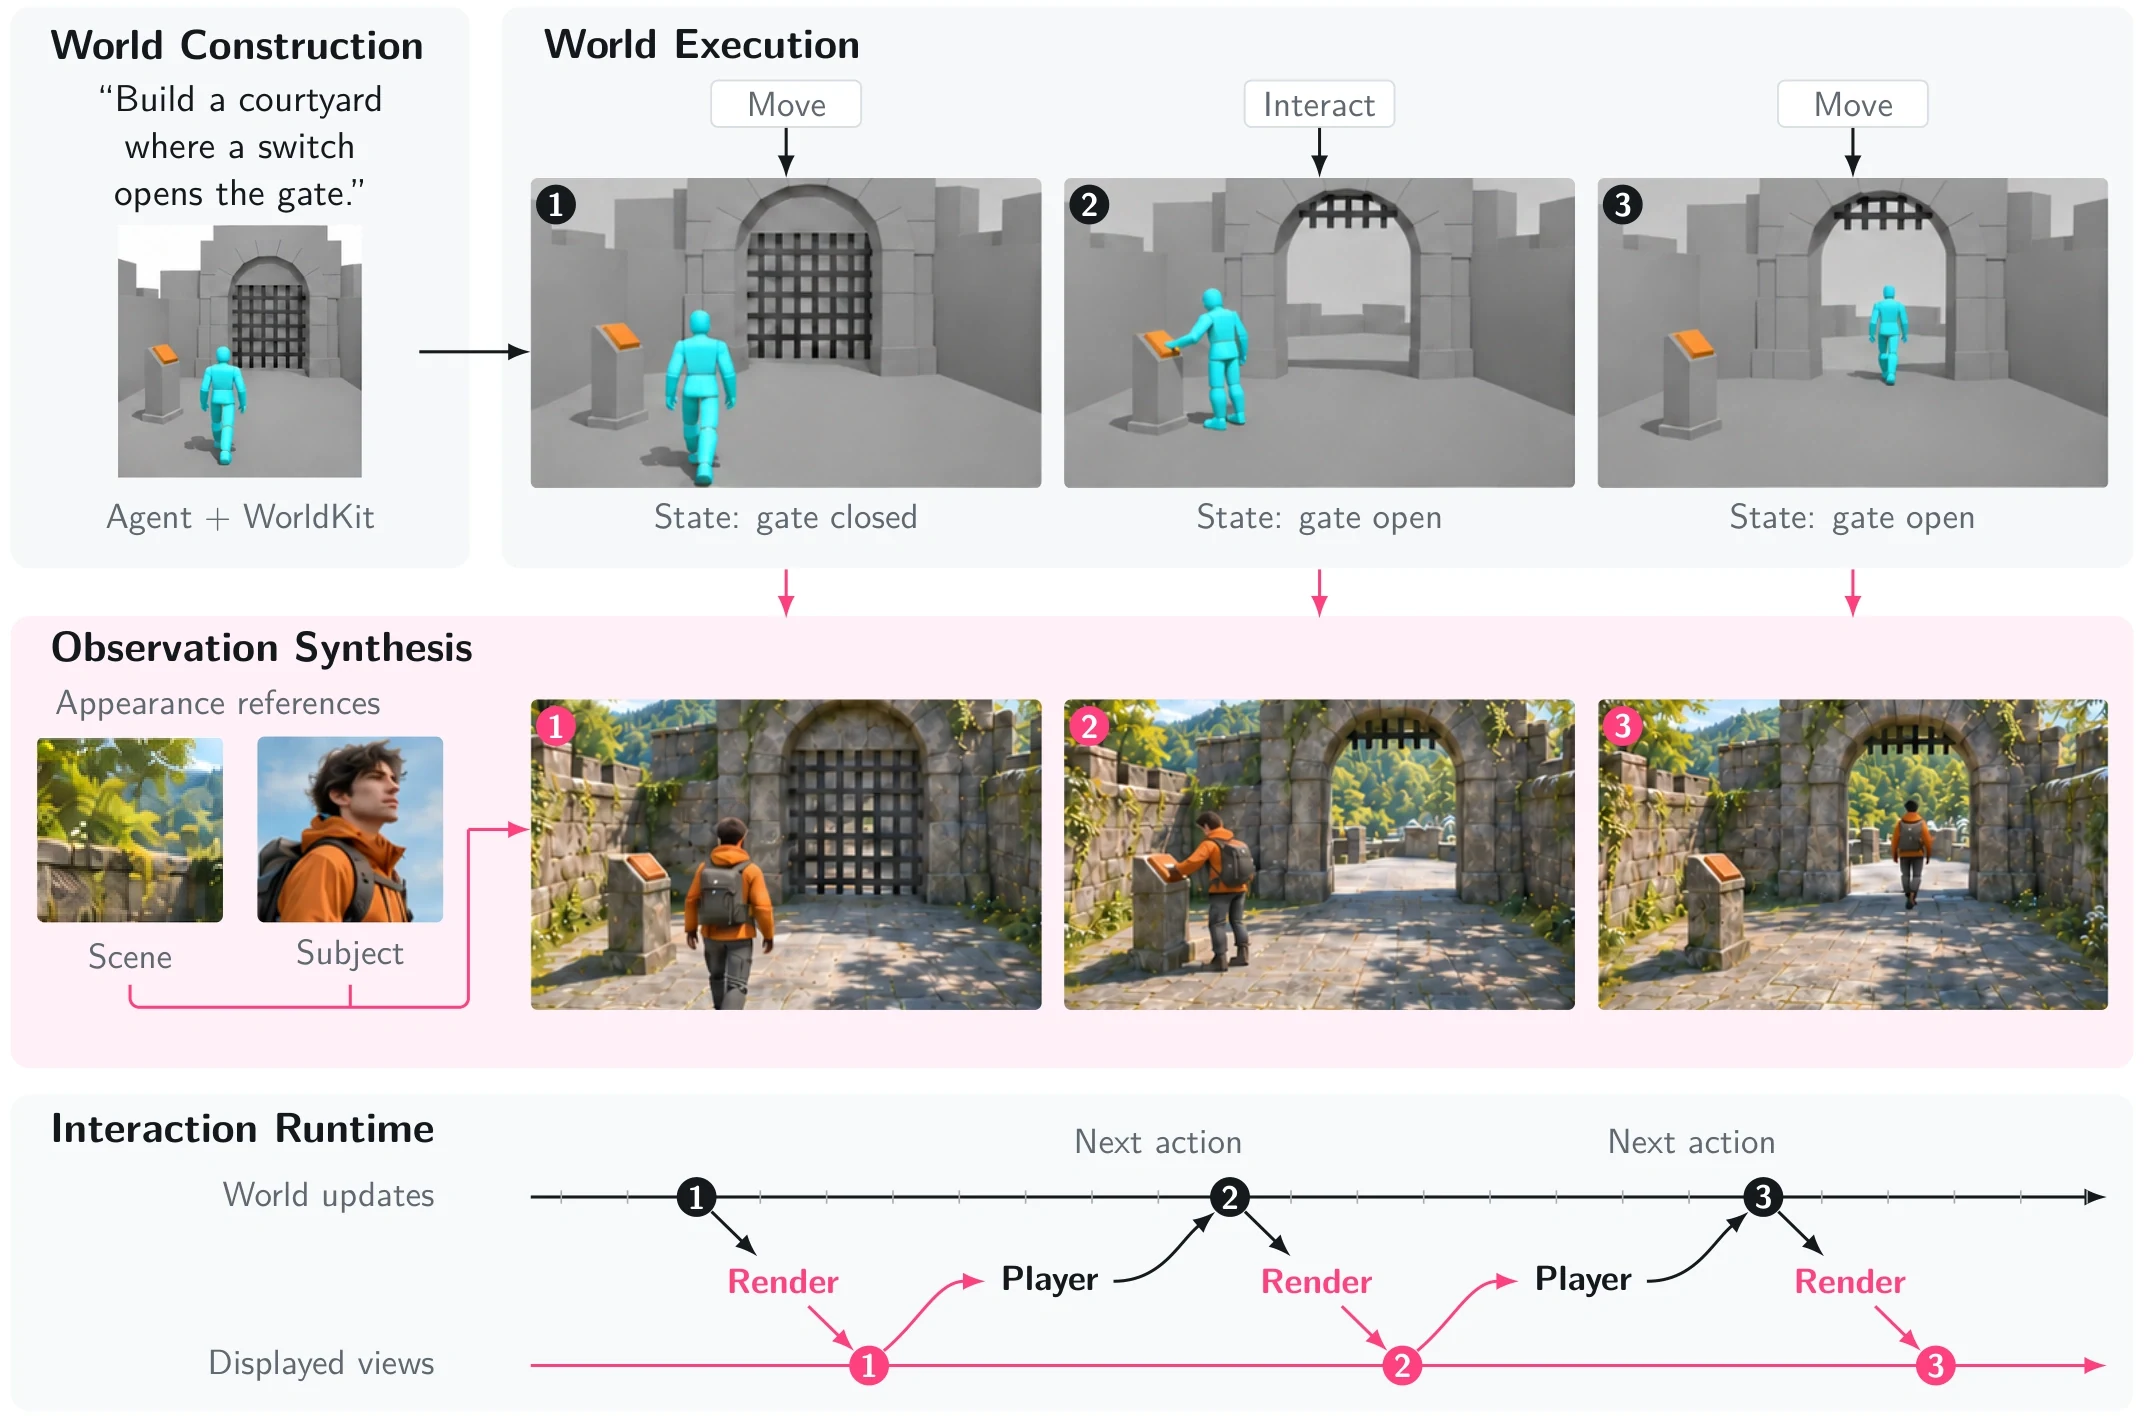 World Construction
“Build a courtyard
where a switch
opens the gate.”
Agent + WorldKit
World Execution
Move
Interact
Move
1
2
3
State: gate closed
State: gate open
State: gate open
Observation Synthesis
Appearance references
Scene
Subject
1
2
3
Interaction Runtime
Next action
Next action
World updates
1
2
3
Render
Player
Render
Player
Render
Displayed views
1
2
3